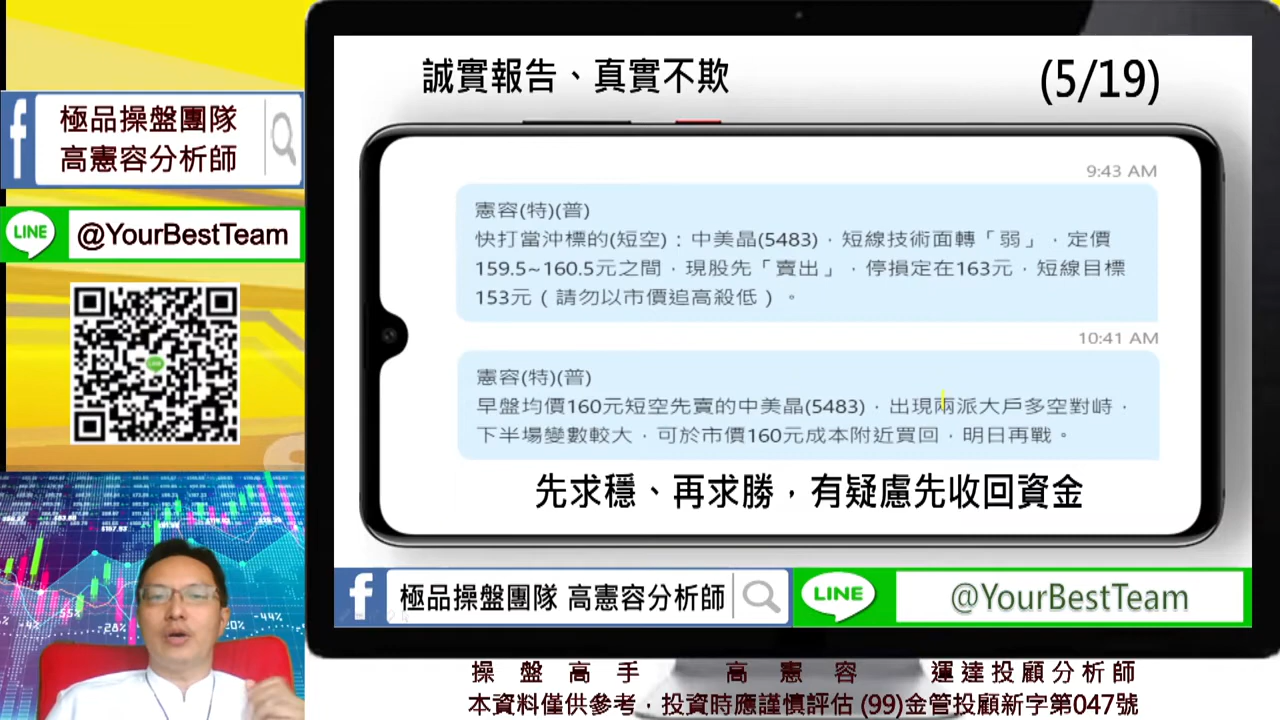 誠實報告、真實不欺
(5/19)
極品操盤團隊
高憲容分析師
LINE
@YourBestTeam
9:43 AM
憲容(特)(普)
快打當沖標的(短空)：中美晶(5483)，短線技術面轉「弱」，定價
159.5~160.5元之間，現股先「賣出」，停損定在163元，短線目標
153元（請勿以市價追高殺低）。
10:41 AM
憲容(特)(普)
早盤均價160元短空先賣的中美晶(5483)，出現兩派大戶多空對峙，
下半場變數較大，可於市價160元成本附近買回，明日再戰。
先求穩、再求勝，有疑慮先收回資金
極品操盤團隊 高憲容分析師
LINE
@YourBestTeam
操盤高手 高憲容 運達投顧分析師
本資料僅供參考，投資時應謹慎評估 (99)金管投顧新字第047號